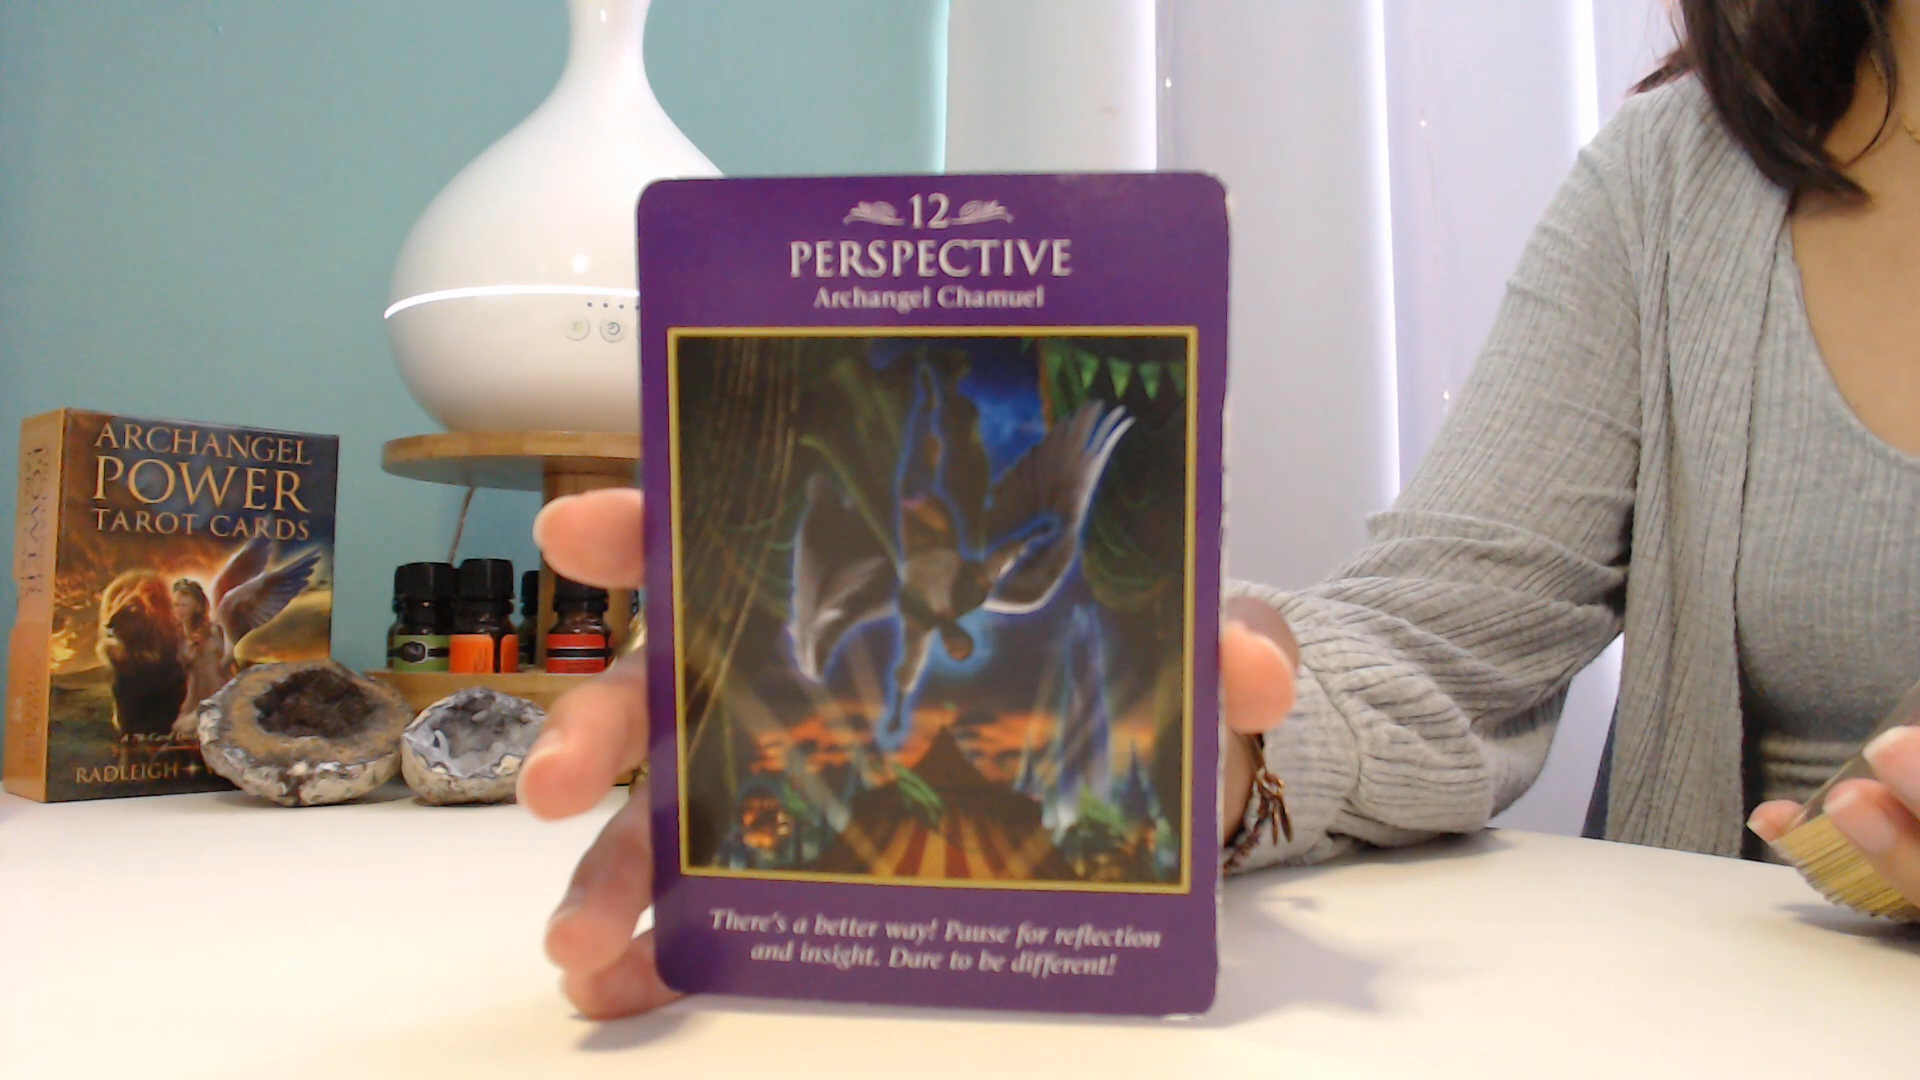 12
PERSPECTIVE
Archangel Chamuel
There's a better way! Pause for reflection
and insight. Dare to be different!
ARCHANGEL
POWER
TAROT CARDS
RADLEIGH